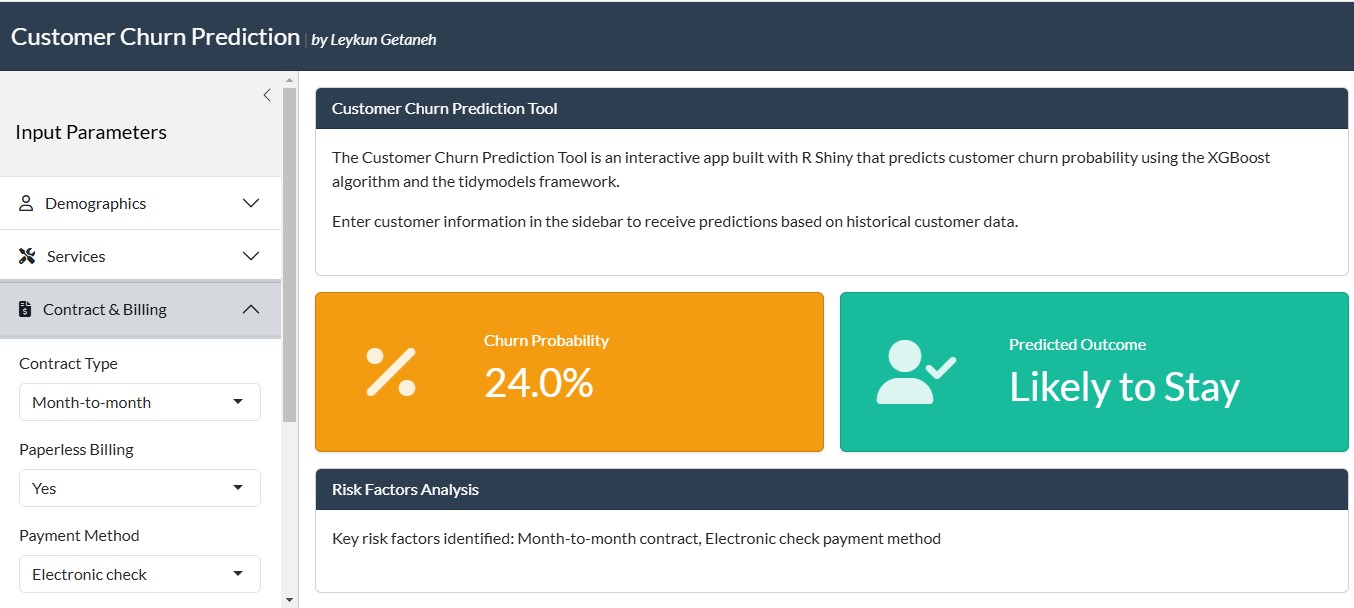 Customer Churn Prediction | by Leykun Getaneh
Input Parameters
Demographics
Services
Contract & Billing
Contract Type
Month-to-month
Paperless Billing
Yes
Payment Method
Electronic check
Customer Churn Prediction Tool
The Customer Churn Prediction Tool is an interactive app built with R Shiny that predicts customer churn probability using the XGBoost
algorithm and the tidymodels framework.
Enter customer information in the sidebar to receive predictions based on historical customer data.
Churn Probability
24.0%
Predicted Outcome
Likely to Stay
Risk Factors Analysis
Key risk factors identified: Month-to-month contract, Electronic check payment method